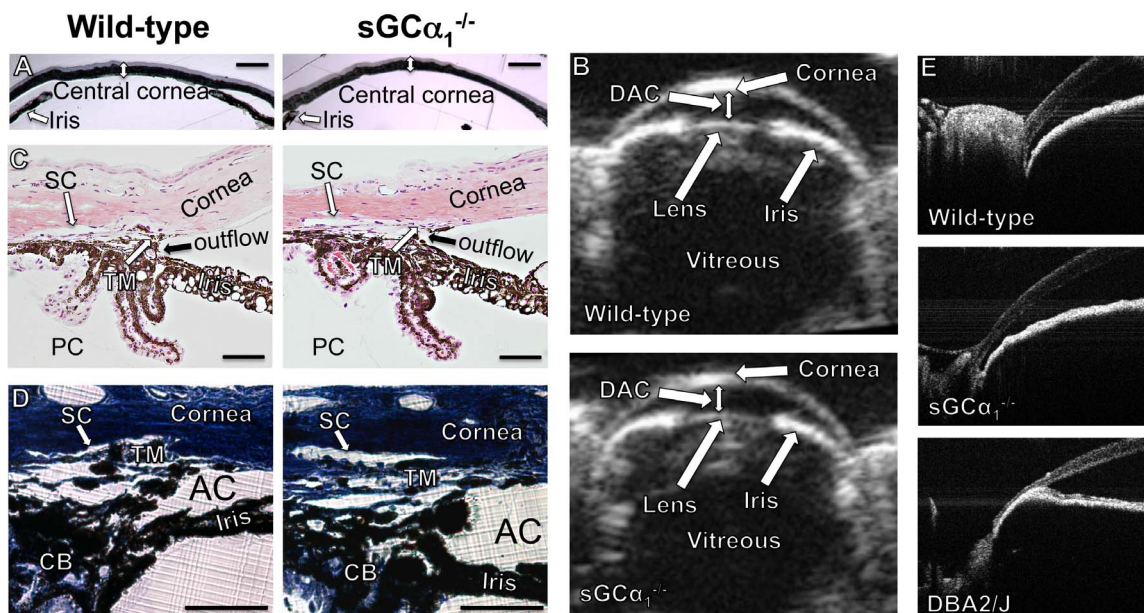 Wild-type
sGCα₁⁻/⁻
A
Central cornea
Iris
Central cornea
Iris
C
SC
Cornea
outflow
TM
Iris
PC
SC
Cornea
outflow
TM
Iris
PC
D
SC
Cornea
TM
AC
Iris
CB
SC
Cornea
TM
AC
CB
Iris
B
Cornea
DAC
Lens
Iris
Vitreous
Wild-type
Cornea
DAC
Lens
Iris
Vitreous
sGCα₁⁻/⁻
E
Wild-type
sGCα₁⁻/⁻
DBA2/J